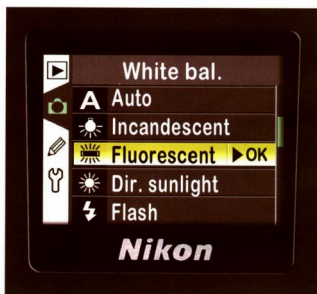 White bal.
A Auto
Incandescent
Fluorescent ▶OK
Dir. sunlight
Flash
Nikon